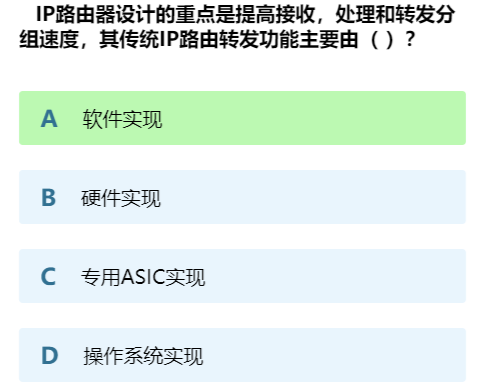 IP路由器设计的重点是提高接收，处理和转发分
组速度，其传统IP路由转发功能主要由（ ）？
A 软件实现
B 硬件实现
C 专用ASIC实现
D 操作系统实现